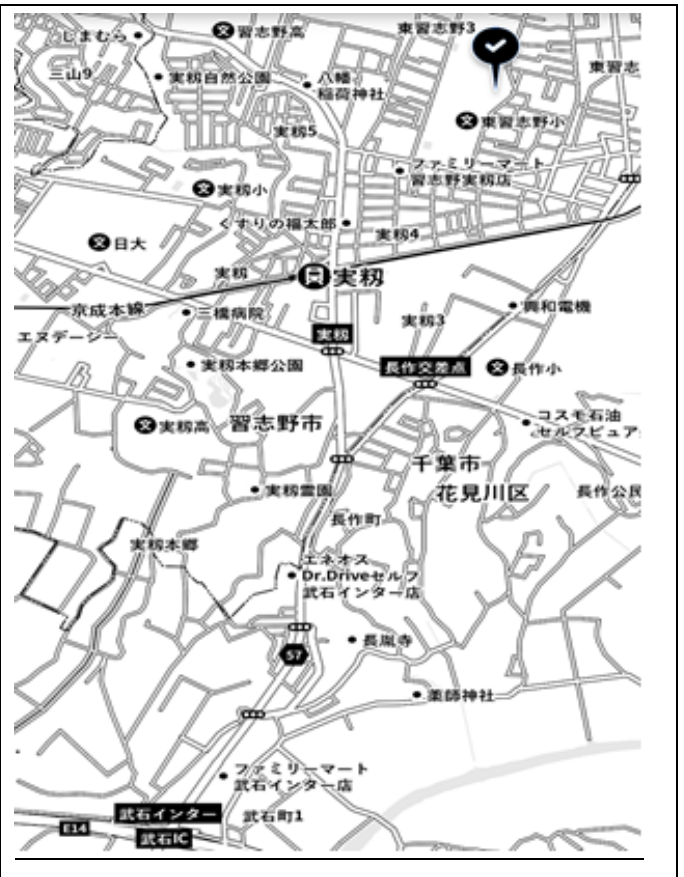 しまむら
文 習志野高
東習志野3
三山9
実籾自然公園
八幡
稲荷神社
東習志
実籾5
文 東習志野小
ファミリーマート
習志野実籾店
文 実籾小
くすりの福太郎
実籾4
文 日大
実籾
実籾
京成本線
三橋病院
興和電機
実籾3
実籾
エヌデーシー
実籾本郷公園
長作交差点
文 長作小
文 実籾高
習志野市
コスモ石油
セルフピュア
千葉市
花見川区
実籾霊園
長作公民
長作町
実籾本郷
エネオス
Dr.Driveセルフ
武石インター店
長胤寺
57
薬師神社
ファミリーマート
武石インター店
武石インター
武石町1
E14
武石IC